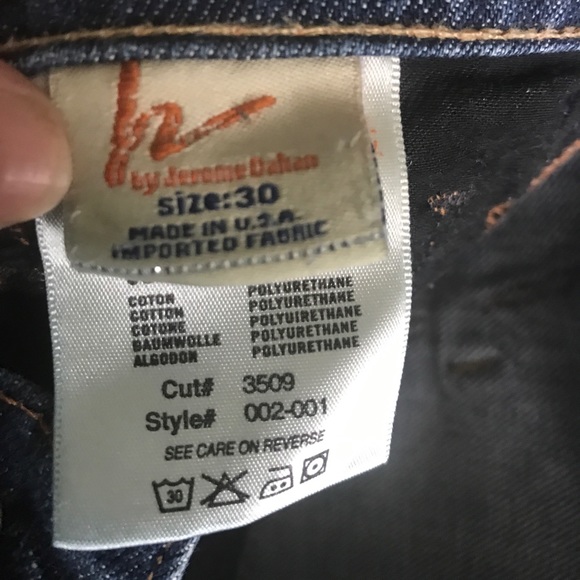 h
by Jerome Dahan
size:30
MADE IN U.S.A.
IMPORTED FABRIC
COTON POLYURETHANE
COTTON POLYURETHANE
COTONE POLYUIRETHANE
BAUMWOLLE POLYURETHANE
ALGODON POLYURETHANE
Cut# 3509
Style# 002-001
SEE CARE ON REVERSE
30